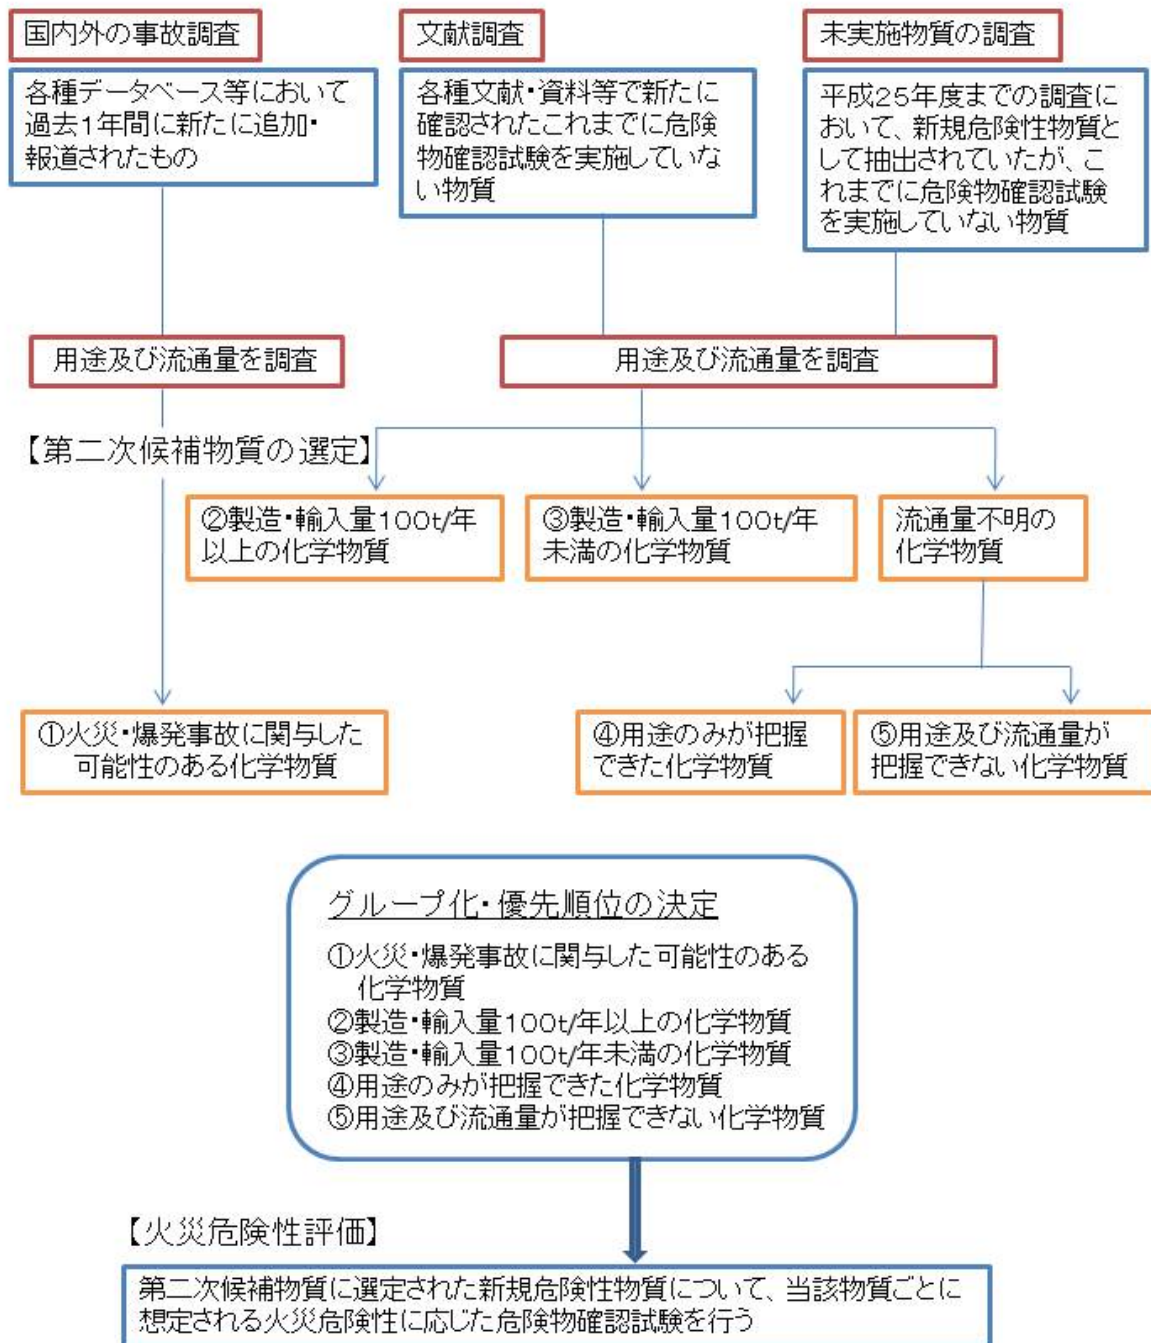 国内外の事故調査
各種データベース等において
過去1年間に新たに追加・
報道されたもの
文献調査
各種文献・資料等で新たに
確認されたこれまでに危険
物確認試験を実施していな
い物質
未実施物質の調査
平成25年度までの調査に
おいて、新規危険性物質と
して抽出されていたが、こ
れまでに危険物確認試験
を実施していない物質
用途及び流通量を調査
用途及び流通量を調査
【第二次候補物質の選定】
②製造・輸入量100t/年
以上の化学物質
③製造・輸入量100t/年
未満の化学物質
流通量不明の
化学物質
①火災・爆発事故に関与した
可能性のある化学物質
④用途のみが把握
できた化学物質
⑤用途及び流通量が
把握できない化学物質
グループ化・優先順位の決定
①火災・爆発事故に関与した可能性のある
化学物質
②製造・輸入量100t/年以上の化学物質
③製造・輸入量100t/年未満の化学物質
④用途のみが把握できた化学物質
⑤用途及び流通量が把握できない化学物質
【火災危険性評価】
第二次候補物質に選定された新規危険性物質について、当該物質ごとに
想定される火災危険性に応じた危険物確認試験を行う